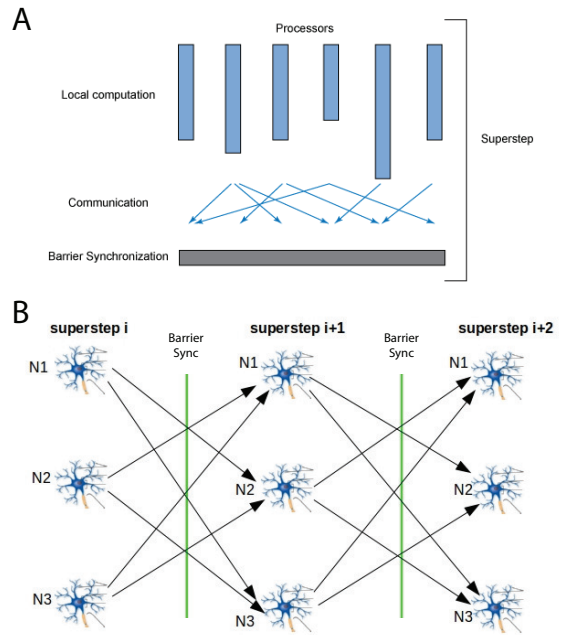 A
Processors
Local computation
Superstep
Communication
Barrier Synchronization
B
superstep i
Barrier
Sync
superstep i+1
Barrier
Sync
superstep i+2
N1
N1
N1
N2
N2
N2
N3
N3
N3